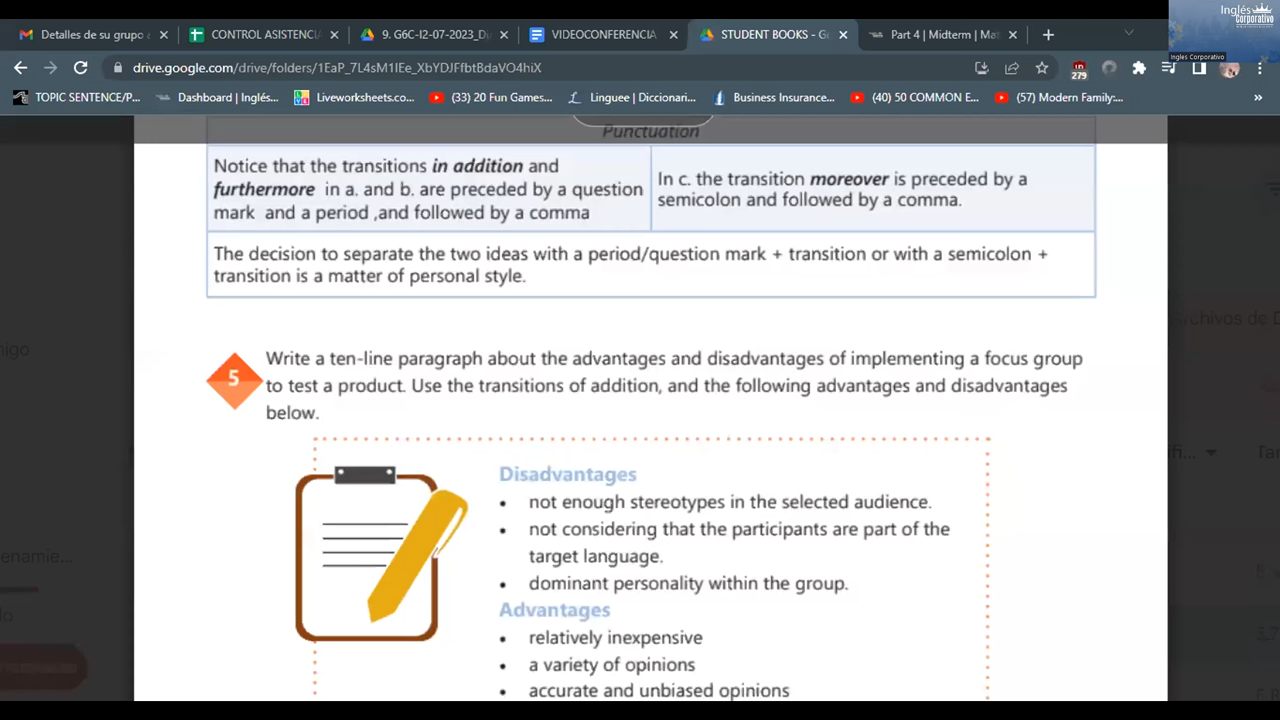 Inglés
Corporativo
Ingles Corporativo
Detalles de su grupo
CONTROL ASISTENCIA
9. G6C-I2-07-2023_Di
VIDEOCONFERENCIA
STUDENT BOOKS - Go
Part 4 | Midterm | Mat
drive.google.com/drive/folders/1EaP_7L4sM1IEe_XbYDJFBtBdaVO4hiX
279
TOPIC SENTENCE/P...
Dashboard | Inglés...
Liveworksheets.co...
(33) 20 Fun Games...
Linguee | Diccionari...
Business Insurance...
(40) 50 COMMON E...
(57) Modern Family:...
»
Punctuation
Notice that the transitions in addition and
furthermore in a. and b. are preceded by a question
mark and a period ,and followed by a comma
In c. the transition moreover is preceded by a
semicolon and followed by a comma.
The decision to separate the two ideas with a period/question mark + transition or with a semicolon +
transition is a matter of personal style.
5
Write a ten-line paragraph about the advantages and disadvantages of implementing a focus group
to test a product. Use the transitions of addition, and the following advantages and disadvantages
below.
Disadvantages
• not enough stereotypes in the selected audience.
• not considering that the participants are part of the
target language.
• dominant personality within the group.
Advantages
• relatively inexpensive
• a variety of opinions
• accurate and unbiased opinions